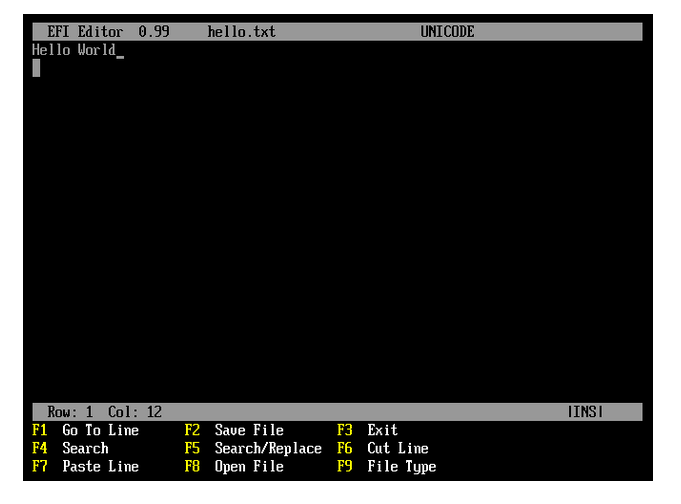 EFI Editor 0.99 hello.txt UNICODE
Hello World_
Row: 1 Col: 12 |INS|
F1 Go To Line F2 Save File F3 Exit
F4 Search F5 Search/Replace F6 Cut Line
F7 Paste Line F8 Open File F9 File Type